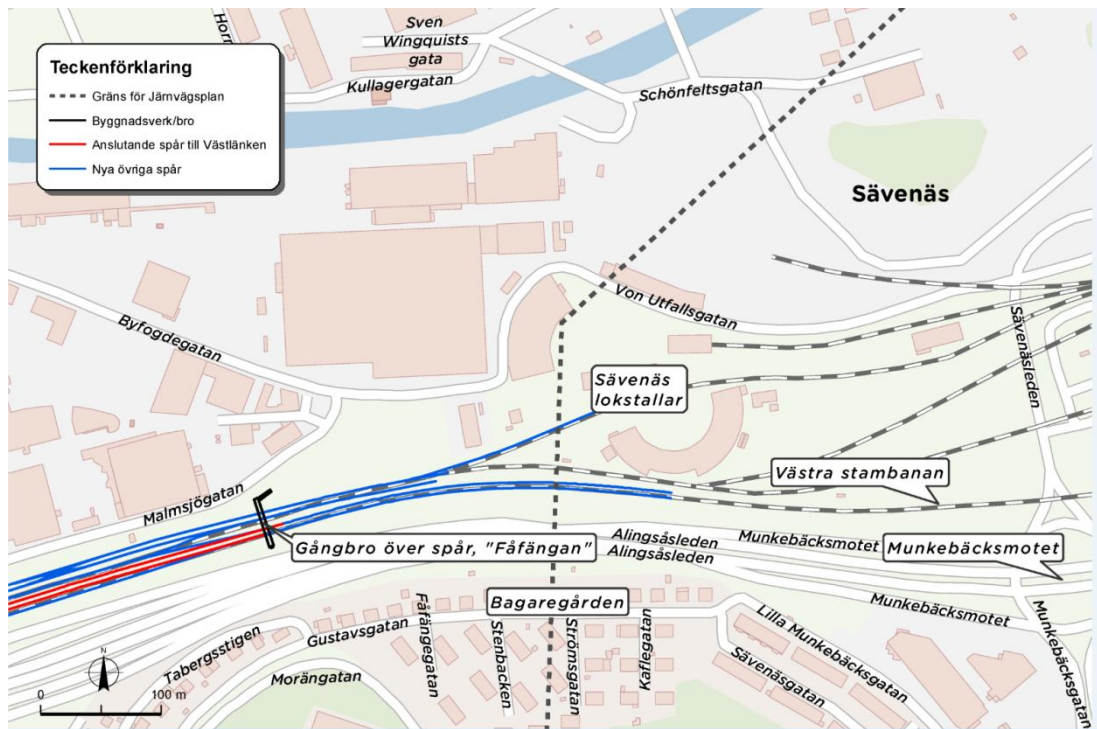 Sven
Wingquists
gata
Horn
Teckenförklaring
Gräns för Järnvägsplan
Byggnadsverk/bro
Anslutande spår till Västlänken
Nya övriga spår
Kullagergatan
Schönfeltsgatan
Sävenäs
Von Utfallsgatan
Byfogdegatan
Sävenäsleden
Sävenäs
lokstallar
Västra stambanan
Malmsjögatan
Gångbro över spår, "Fåfängan"
Alingsåsleden
Alingsåsleden
Munkebäcksmotet
Munkebäcksmotet
Munkebäcksmotet
Bagaregården
Tabergsstigen
Gustavsgatan
Fåfängegatan
Stenbacken
Strömsgatan
Kaflegatan
Lilla Munkebäcksgatan
Sävenäsgatan
Munkebäcksgatan
Morängatan
N
0
100 m